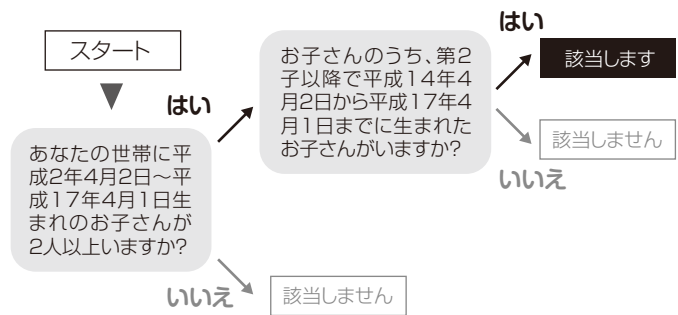 スタート
あなたの世帯に平
成2年4月2日～平
成17年4月1日生
まれのお子さんが
2人以上いますか?
はい
お子さんのうち、第2
子以降で平成14年4
月2日から平成17年4
月1日までに生まれた
お子さんがいますか?
はい
該当します
該当しません
いいえ
いいえ
該当しません